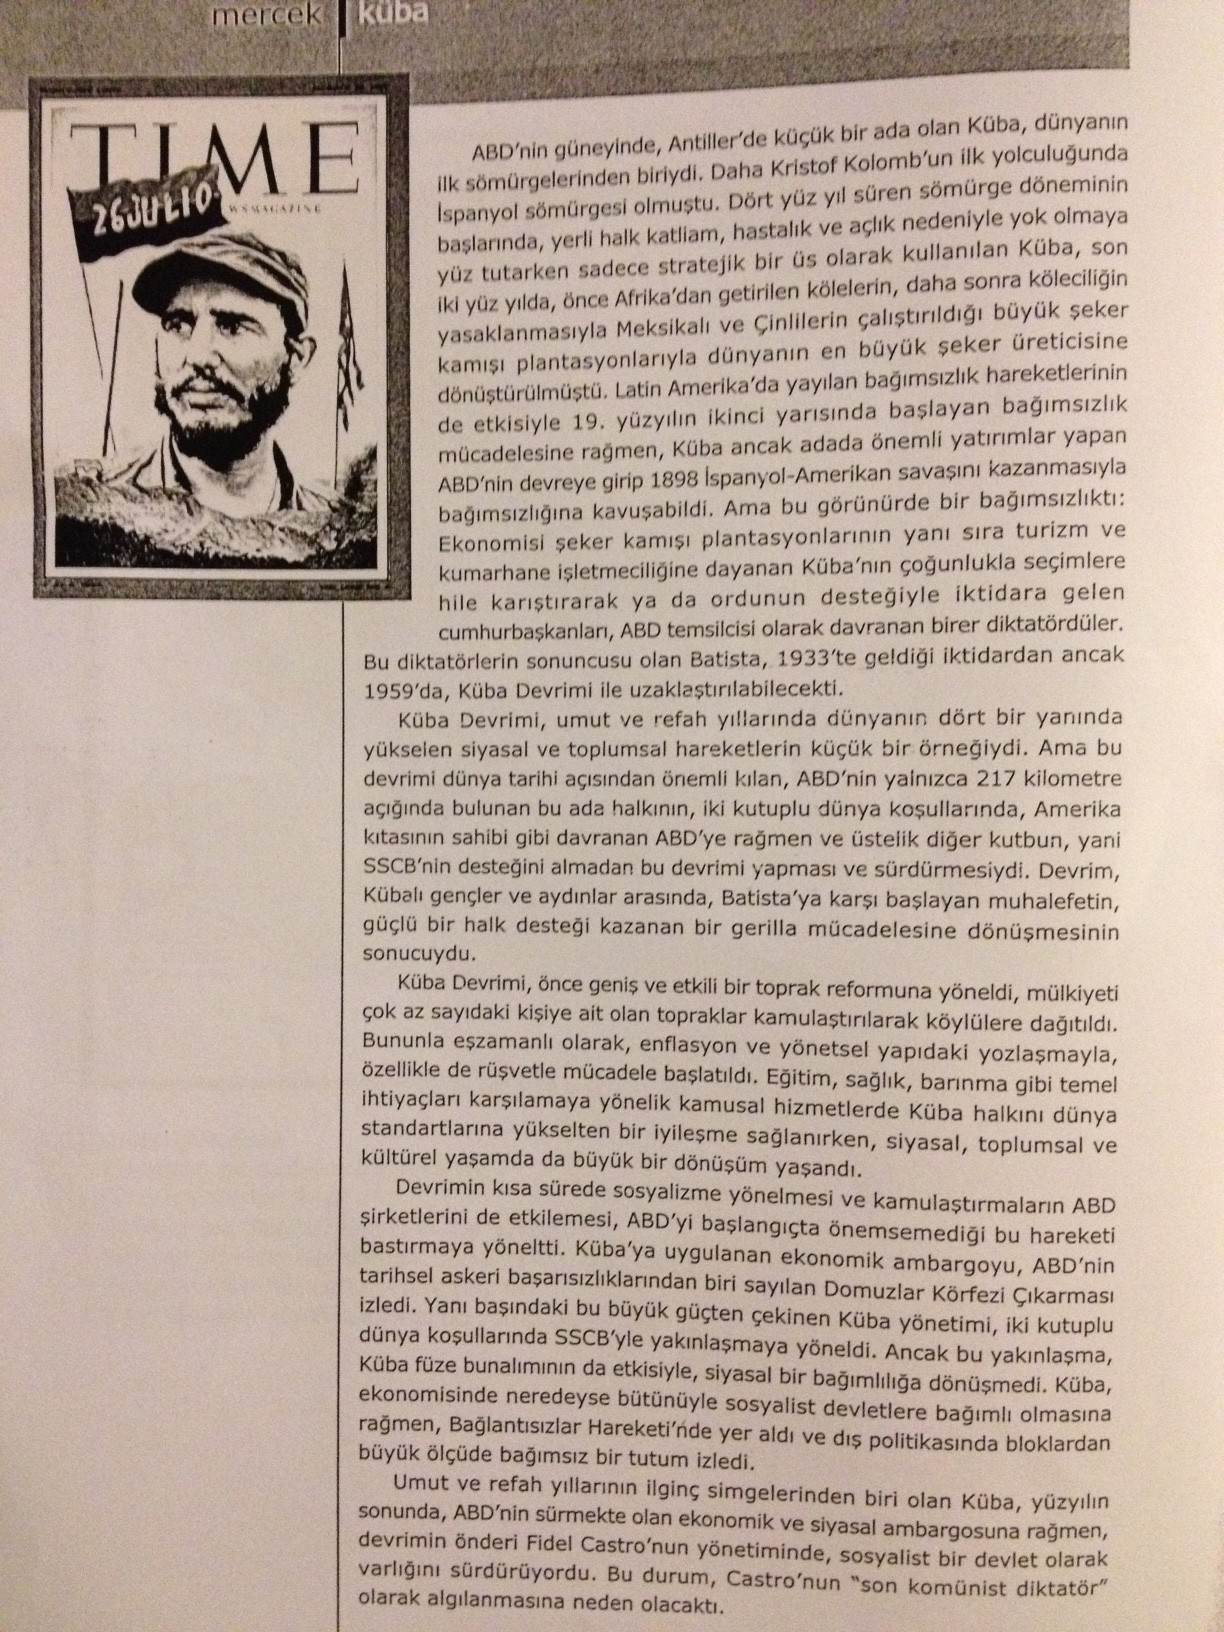 mercek küba
TIME
26 JULIO
ABD'nin güneyinde, Antiller'de küçük bir ada olan Küba, dünyanın
ilk sömürgelerinden biriydi. Daha Kristof Kolomb'un ilk yolculuğunda
İspanyol sömürgesi olmuştu. Dört yüz yıl süren sömürge döneminin
başlarında, yerli halk katliam, hastalık ve açlık nedeniyle yok olmaya
yüz tutarken sadece stratejik bir üs olarak kullanılan Küba, son
iki yüz yılda, önce Afrika'dan getirilen kölelerin, daha sonra köleciliğin
yasaklanmasıyla Meksikalı ve Çinlilerin çalıştırıldığı büyük şeker
kamışı plantasyonlarıyla dünyanın en büyük şeker üreticisine
dönüştürülmüştü. Latin Amerika'da yayılan bağımsızlık hareketlerinin
de etkisiyle 19. yüzyılın ikinci yarısında başlayan bağımsızlık
mücadelesine rağmen, Küba ancak adada önemli yatırımlar yapan
ABD'nin devreye girip 1898 İspanyol-Amerikan savaşını kazanmasıyla
bağımsızlığına kavuşabildi. Ama bu görünürde bir bağımsızlıktı:
Ekonomisi şeker kamışı plantasyonlarının yanı sıra turizm ve
kumarhane işletmeciliğine dayanan Küba'nın çoğunlukla seçimlere
hile karıştırarak ya da ordunun desteğiyle iktidara gelen
cumhurbaşkanları, ABD temsilcisi olarak davranan birer diktatördüler.
Bu diktatörlerin sonuncusu olan Batista, 1933'te geldiği iktidardan ancak
1959'da, Küba Devrimi ile uzaklaştırılabilecekti.
Küba Devrimi, umut ve refah yıllarında dünyanın dört bir yanında
yükselen siyasal ve toplumsal hareketlerin küçük bir örneğiydi. Ama bu
devrimi dünya tarihi açısından önemli kılan, ABD'nin yalnızca 217 kilometre
açığında bulunan bu ada halkının, iki kutuplu dünya koşullarında, Amerika
kıtasının sahibi gibi davranan ABD'ye rağmen ve üstelik diğer kutbun, yani
SSCB'nin desteğini almadan bu devrimi yapması ve sürdürmesiydi. Devrim,
Kübalı gençler ve aydınlar arasında, Batista'ya karşı başlayan muhalefetin,
güçlü bir halk desteği kazanan bir gerilla mücadelesine dönüşmesinin
sonucuydu.
Küba Devrimi, önce geniş ve etkili bir toprak reformuna yöneldi, mülkiyeti
çok az sayıdaki kişiye ait olan topraklar kamulaştırılarak köylülere dağıtıldı.
Bununla eşzamanlı olarak, enflasyon ve yönetsel yapıdaki yozlaşmayla,
özellikle de rüşvetle mücadele başlatıldı. Eğitim, sağlık, barınma gibi temel
ihtiyaçları karşılamaya yönelik kamusal hizmetlerde Küba halkını dünya
standartlarına yükselten bir iyileşme sağlanırken, siyasal, toplumsal ve
kültürel yaşamda da büyük bir dönüşüm yaşandı.
Devrimin kısa sürede sosyalizme yönelmesi ve kamulaştırmaların ABD
şirketlerini de etkilemesi, ABD'yi başlangıçta önemsemediği bu hareketi
bastırmaya yöneltti. Küba'ya uygulanan ekonomik ambargoyu, ABD'nin
tarihsel askeri başarısızlıklarından biri sayılan Domuzlar Körfezi Çıkarması
izledi. Yanı başındaki bu büyük güçten çekinen Küba yönetimi, iki kutuplu
dünya koşullarında SSCB'yle yakınlaşmaya yöneldi. Ancak bu yakınlaşma,
Küba füze bunalımının da etkisiyle, siyasal bir bağımlılığa dönüşmedi. Küba,
ekonomisinde neredeyse bütünüyle sosyalist devletlere bağımlı olmasına
rağmen, Bağlantısızlar Hareketi'nde yer aldı ve dış politikasında bloklardan
büyük ölçüde bağımsız bir tutum izledi.
Umut ve refah yıllarının ilginç simgelerinden biri olan Küba, yüzyılın
sonunda, ABD'nin sürmekte olan ekonomik ve siyasal ambargosuna rağmen,
devrimin önderi Fidel Castro'nun yönetiminde, sosyalist bir devlet olarak
varlığını sürdürüyordu. Bu durum, Castro'nun "son komünist diktatör"
olarak algılanmasına neden olacaktı.